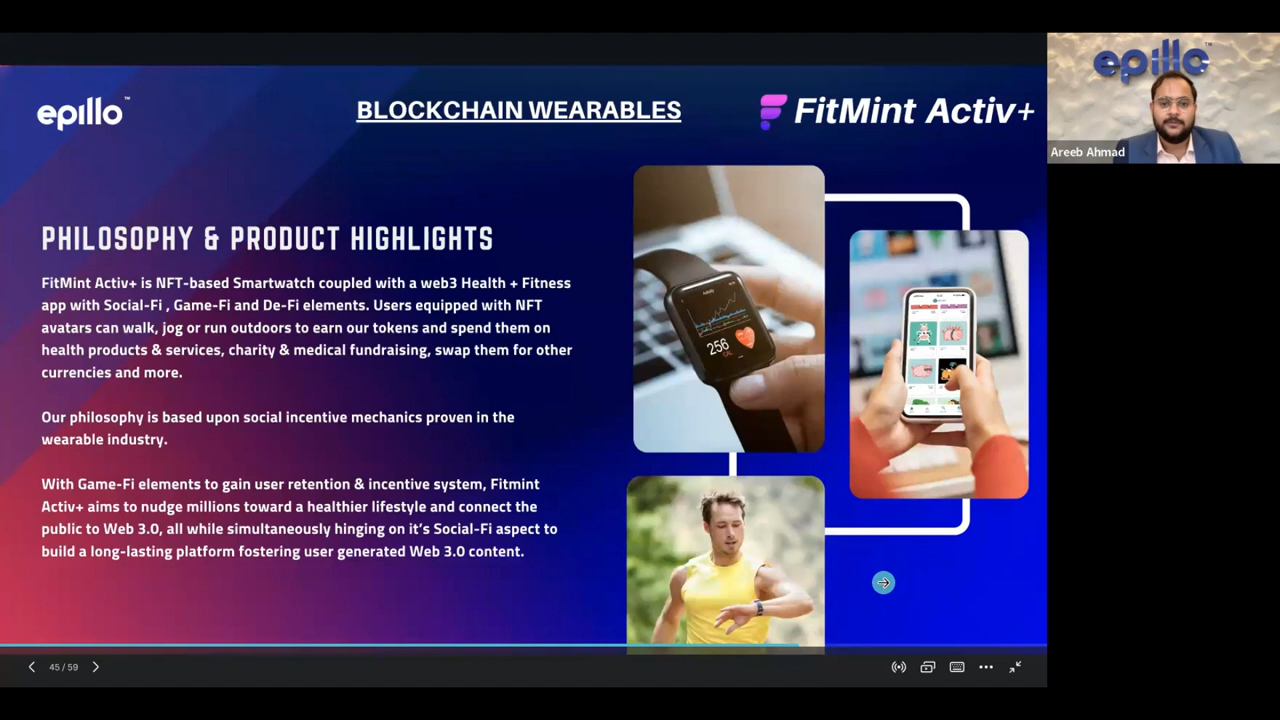 epillo™
BLOCKCHAIN WEARABLES
FitMint Activ+
epillo™
Areeb Ahmad
PHILOSOPHY & PRODUCT HIGHLIGHTS
FitMint Activ+ is NFT-based Smartwatch coupled with a web3 Health + Fitness
app with Social-Fi , Game-Fi and De-Fi elements. Users equipped with NFT
avatars can walk, jog or run outdoors to earn our tokens and spend them on
health products & services, charity & medical fundraising, swap them for other
currencies and more.
Our philosophy is based upon social incentive mechanics proven in the
wearable industry.
With Game-Fi elements to gain user retention & incentive system, Fitmint
Activ+ aims to nudge millions toward a healthier lifestyle and connect the
public to Web 3.0, all while simultaneously hinging on it's Social-Fi aspect to
build a long-lasting platform fostering user generated Web 3.0 content.
256
45 / 59